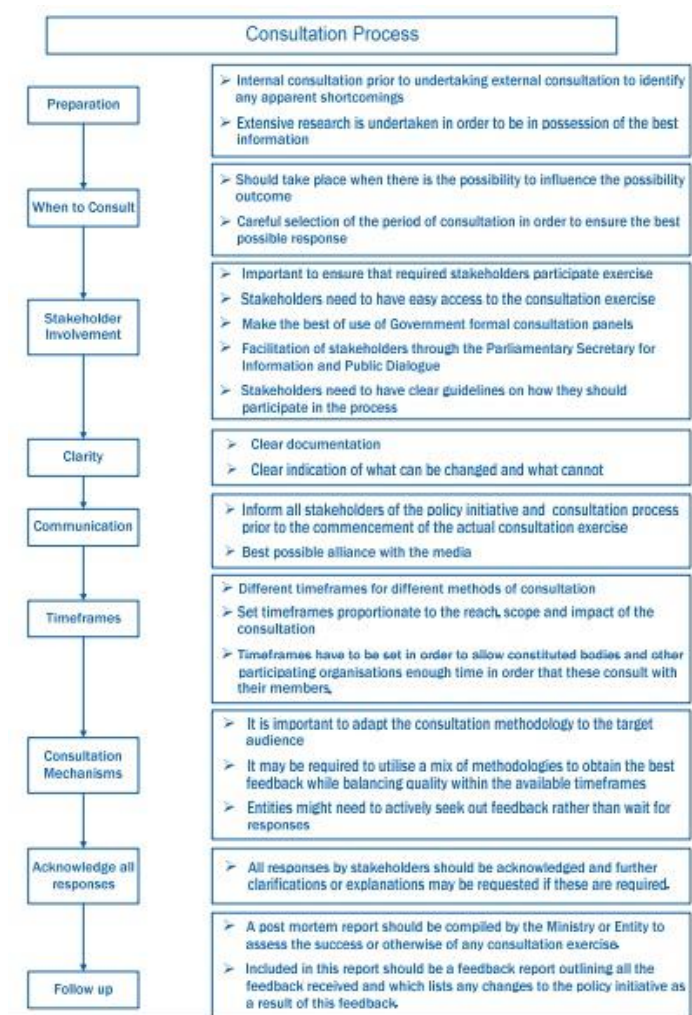 Consultation Process
Preparation
➢ Internal consultation prior to undertaking external consultation to identify
any apparent shortcomings
➢ Extensive research is undertaken in order to be in possession of the best
information
When to Consult
➢ Should take place when there is the possibility to influence the possibility
outcome
➢ Careful selection of the period of consultation in order to ensure the best
possible response
Stakeholder
Involvement
➢ Important to ensure that required stakeholders participate exercise
➢ Stakeholders need to have easy access to the consultation exercise
➢ Make the best of use of Government formal consultation panels
➢ Facilitation of stakeholders through the Parliamentary Secretary for
Information and Public Dialogue
➢ Stakeholders need to have clear guidelines on how they should
participate in the process
Clarity
➢ Clear documentation
➢ Clear indication of what can be changed and what cannot
Communication
➢ Inform all stakeholders of the policy initiative and consultation process
prior to the commencement of the actual consultation exercise
➢ Best possible alliance with the media
Timeframes
➢ Different timeframes for different methods of consultation
➢ Set timeframes proportionate to the reach, scope and impact of the
consultation
➢ Timeframes have to be set in order to allow constituted bodies and other
participating organisations enough time in order that these consult with
their members.
Consultation
Mechanisms
➢ It is important to adapt the consultation methodology to the target
audience
➢ It may be required to utilise a mix of methodologies to obtain the best
feedback while balancing quality within the available timeframes
➢ Entities might need to actively seek out feedback rather than wait for
responses
Acknowledge all
responses
➢ All responses by stakeholders should be acknowledged and further
clarifications or explanations may be requested if these are required.
Follow up
➢ A post mortem report should be compiled by the Ministry or Entity to
assess the success or otherwise of any consultation exercise.
➢ Included in this report should be a feedback report outlining all the
feedback received and which lists any changes to the policy initiative as
a result of this feedback.